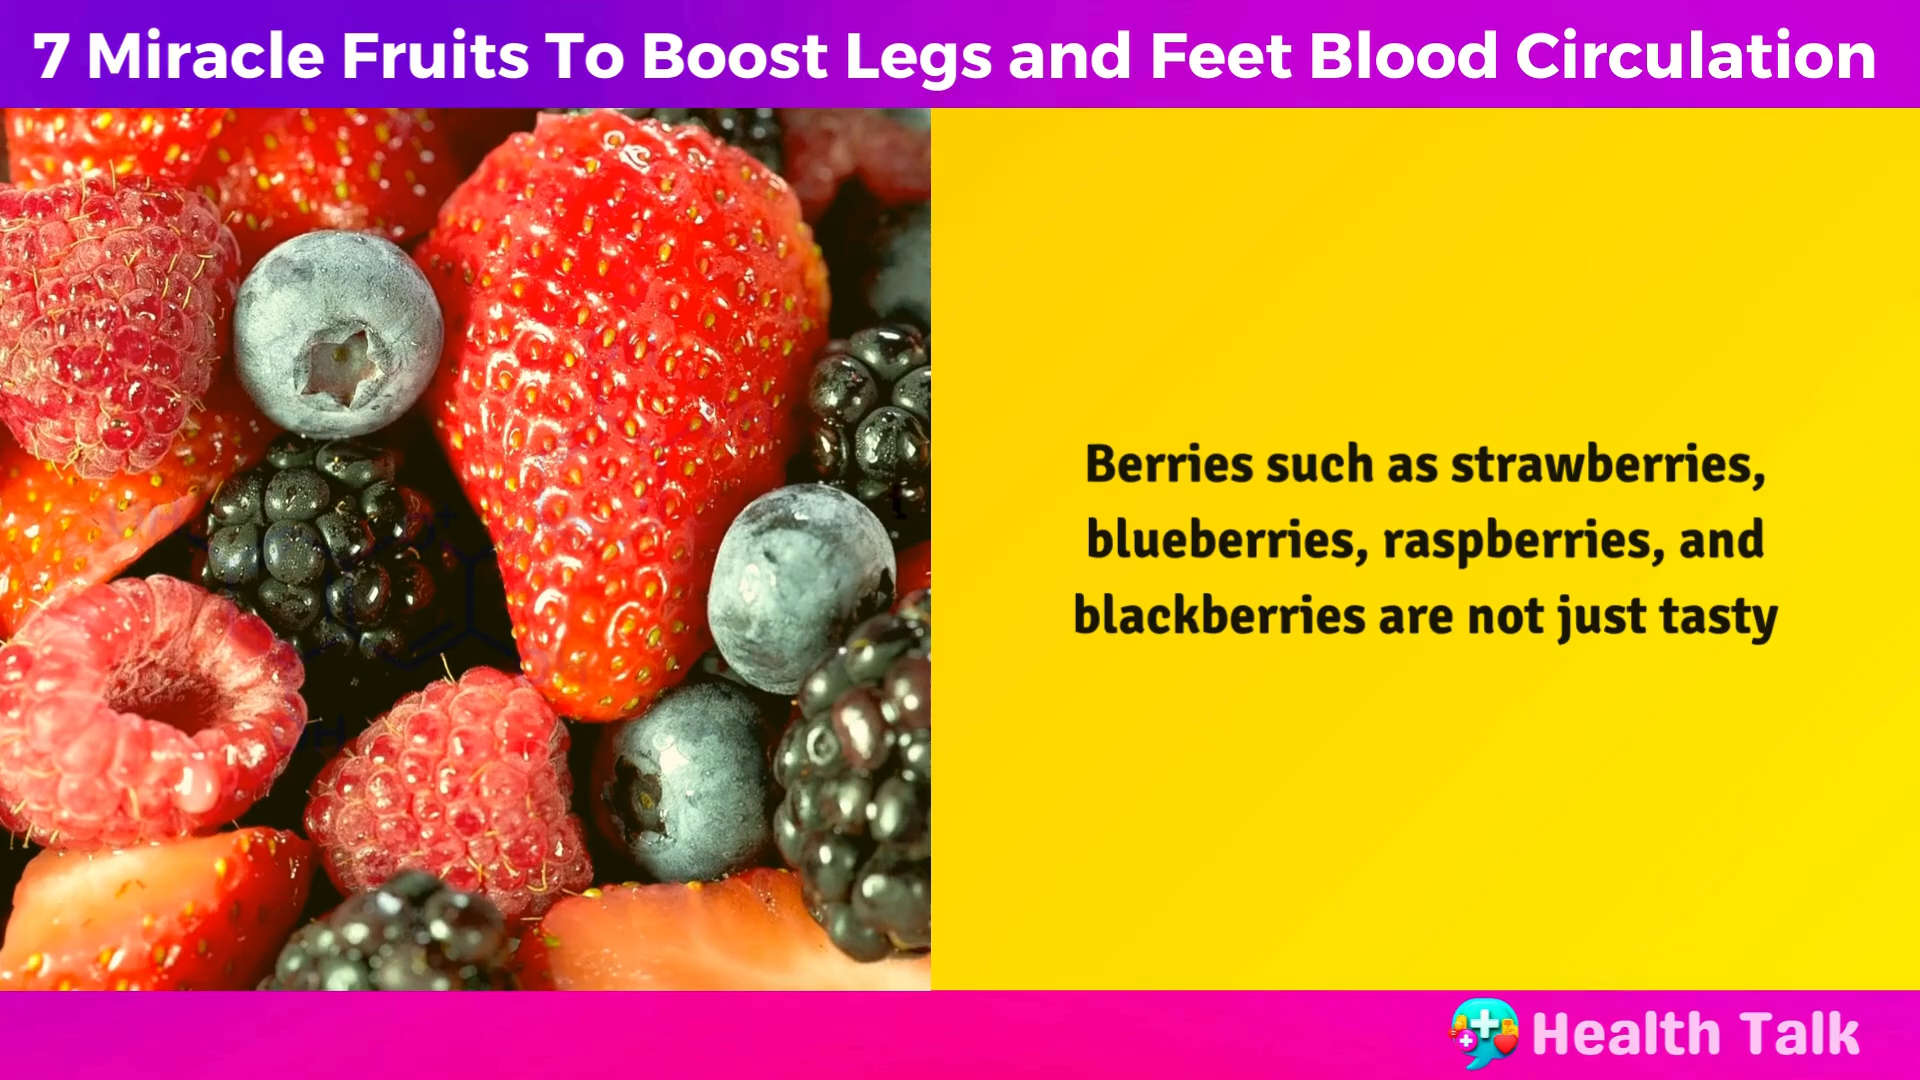 7 Miracle Fruits To Boost Legs and Feet Blood Circulation
Berries such as strawberries,
blueberries, raspberries, and
blackberries are not just tasty
Health Talk